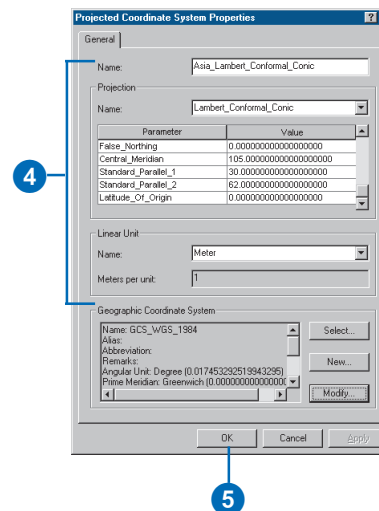 Projected Coordinate System Properties ?
General
Name: Asia_Lambert_Conformal_Conic
Projection
Name: Lambert_Conformal_Conic
Parameter Value
False_Northing 0.000000000000000000
Central_Meridian 105.000000000000000000
Standard_Parallel_1 30.000000000000000000
Standard_Parallel_2 62.000000000000000000
Latitude_Of_Origin 0.000000000000000000
4
Linear Unit
Name: Meter
Meters per unit: 1
Geographic Coordinate System
Name: GCS_WGS_1984
Alias:
Abbreviation:
Remarks:
Angular Unit: Degree (0.017453292519943295)
Prime Meridian: Greenwich (0.00000000000000
Select...
New...
Modify...
OK Cancel Apply
5